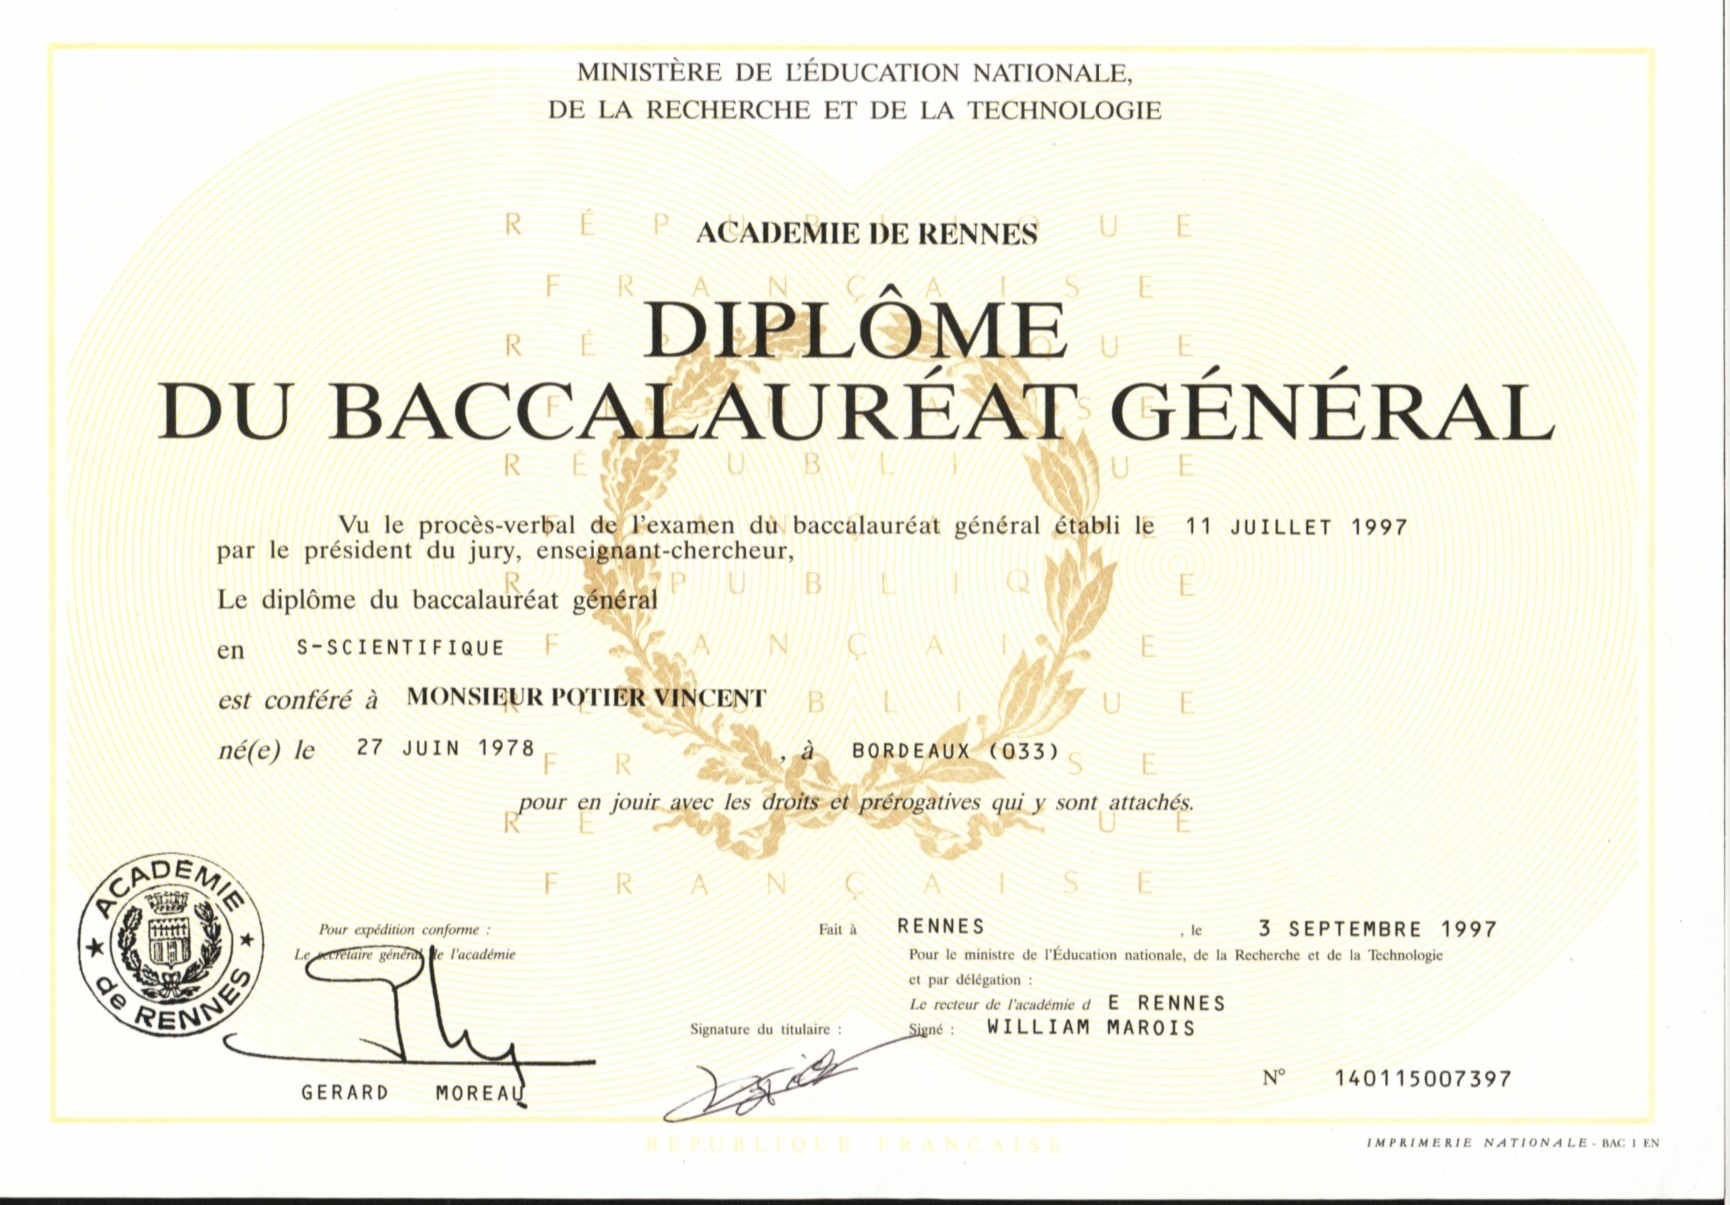 MINISTÈRE DE L'ÉDUCATION NATIONALE,
DE LA RECHERCHE ET DE LA TECHNOLOGIE
ACADEMIE DE RENNES
DIPLÔME
DU BACCALAURÉAT GÉNÉRAL
Vu le procès-verbal de l'examen du baccalauréat général établi le 11 JUILLET 1997
par le président du jury, enseignant-chercheur,
Le diplôme du baccalauréat général
en S-SCIENTIFIQUE
est conféré à MONSIEUR POTIER VINCENT
né(e) le 27 JUIN 1978 , à BORDEAUX (033)
pour en jouir avec les droits et prérogatives qui y sont attachés.
ACADÉMIE de RENNES
Pour expédition conforme :
Le secrétaire général de l'académie
GERARD MOREAU
Fait à RENNES , le 3 SEPTEMBRE 1997
Pour le ministre de l'Éducation nationale, de la Recherche et de la Technologie
et par délégation :
Le recteur de l'académie d E RENNES
Signature du titulaire :
Signé : WILLIAM MAROIS
N° 140115007397
RÉPUBLIQUE FRANÇAISE
IMPRIMERIE NATIONALE - BAC 1 EN